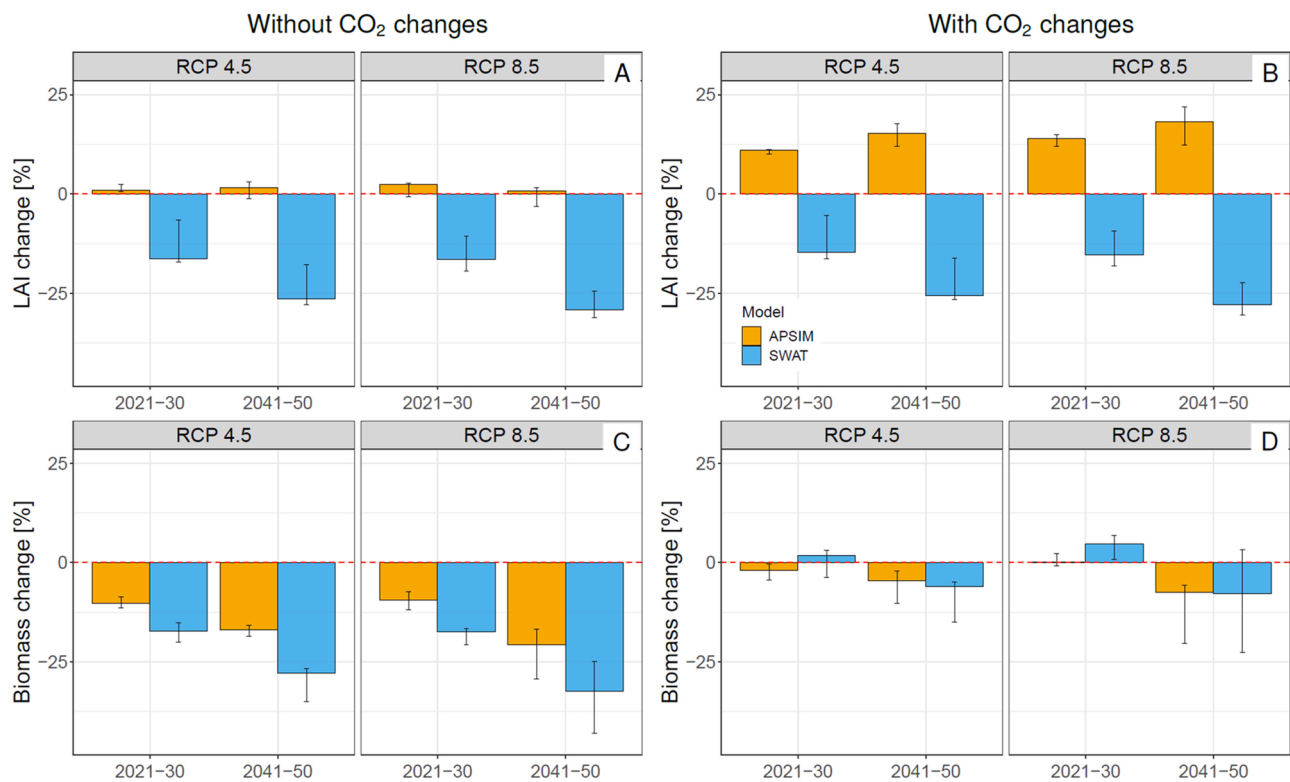 Without CO₂ changes
With CO₂ changes
RCP 4.5
RCP 8.5
A
RCP 4.5
RCP 8.5
B
LAI change [%]
25
0
−25
LAI change [%]
25
0
−25
Model
APSIM
SWAT
2021−30
2041−50
2021−30
2041−50
2021−30
2041−50
2021−30
2041−50
RCP 4.5
RCP 8.5
C
RCP 4.5
RCP 8.5
D
Biomass change [%]
25
0
−25
Biomass change [%]
25
0
−25
2021−30
2041−50
2021−30
2041−50
2021−30
2041−50
2021−30
2041−50